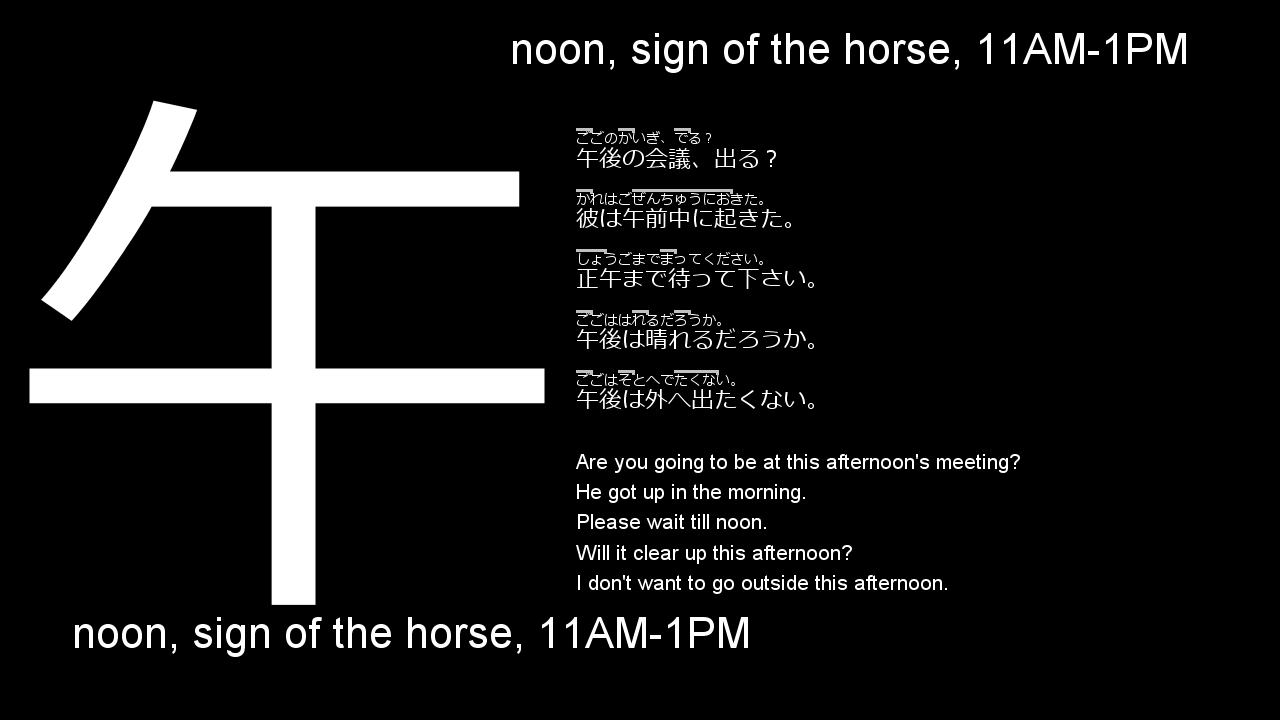 noon, sign of the horse, 11AM-1PM
午
ごごのかいぎ、でる？
午後の会議、出る？
かれはごぜんちゅうにおきた。
彼は午前中に起きた。
しょうごまでまってください。
正午まで待って下さい。
ごごははれるだろうか。
午後は晴れるだろうか。
ごごはそとへでたくない。
午後は外へ出たくない。
Are you going to be at this afternoon's meeting?
He got up in the morning.
Please wait till noon.
Will it clear up this afternoon?
I don't want to go outside this afternoon.
noon, sign of the horse, 11AM-1PM